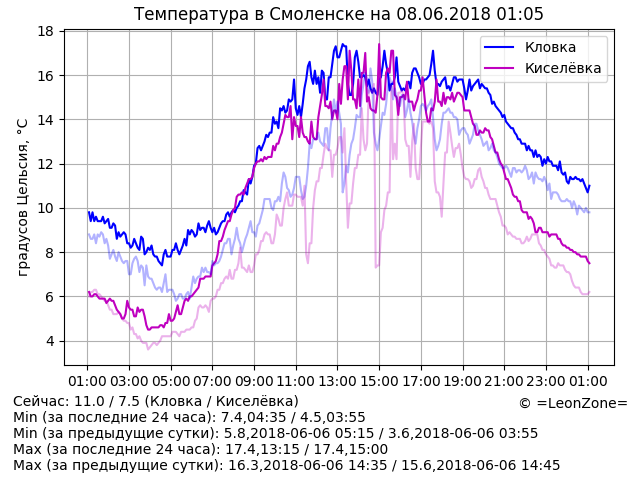 Температура в Смоленске на 08.06.2018 01:05
18
16
14
12
10
8
6
4
градусов Цельсия, °C
Кловка
Киселёвка
01:00 03:00 05:00 07:00 09:00 11:00 13:00 15:00 17:00 19:00 21:00 23:00 01:00
Сейчас: 11.0 / 7.5 (Кловка / Киселёвка)
© =LeonZone=
Min (за последние 24 часа): 7.4,04:35 / 4.5,03:55
Min (за предыдущие сутки): 5.8,2018-06-06 05:15 / 3.6,2018-06-06 03:55
Max (за последние 24 часа): 17.4,13:15 / 17.4,15:00
Max (за предыдущие сутки): 16.3,2018-06-06 14:35 / 15.6,2018-06-06 14:45